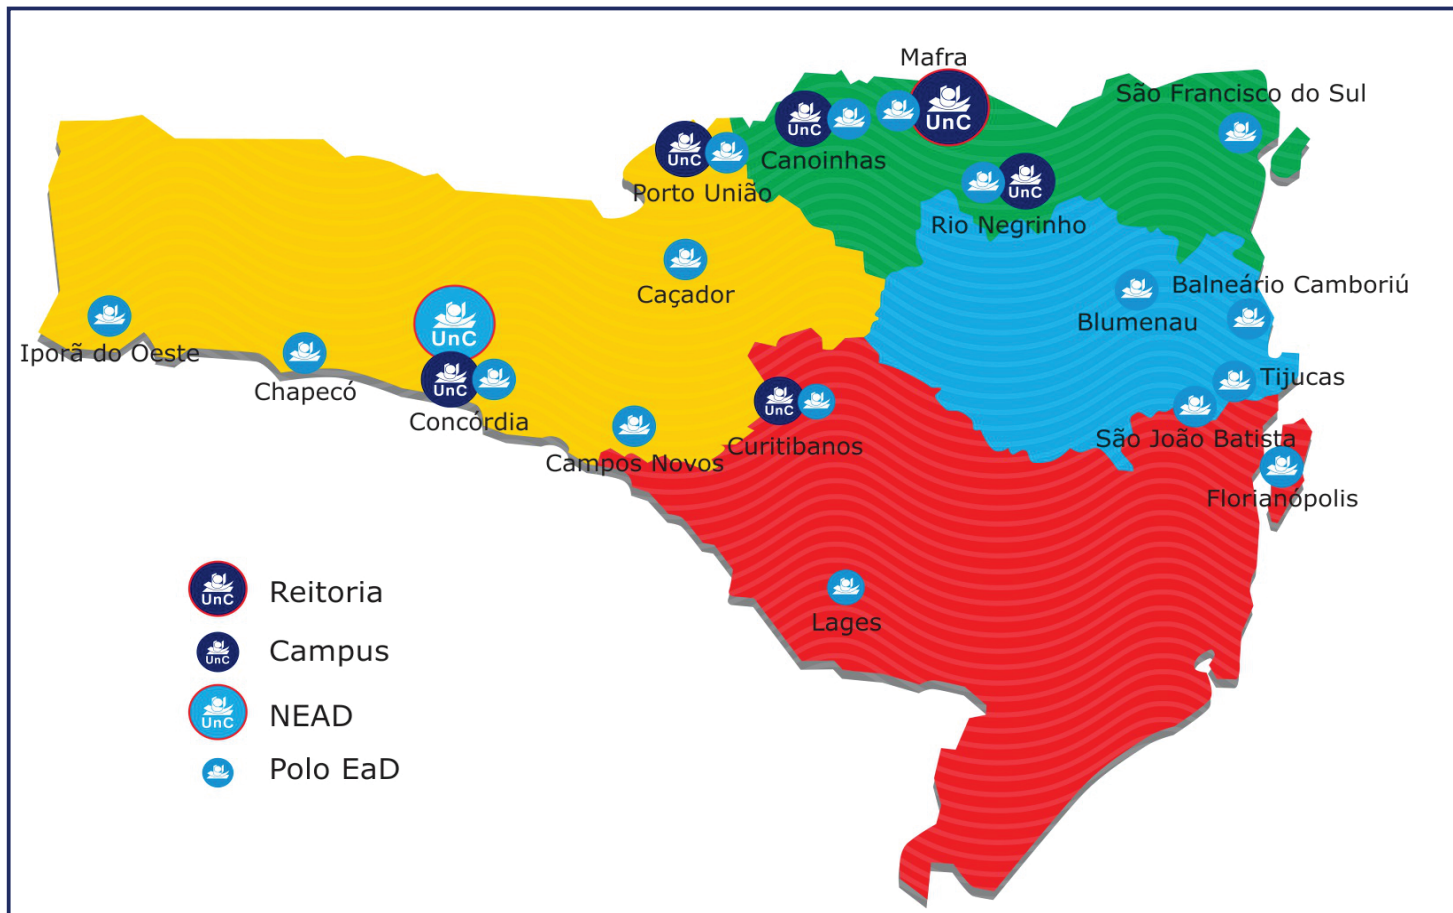 Mafra
UnC
São Francisco do Sul
UnC
Canoinhas
UnC
Porto União
UnC
Rio Negrinho
Caçador
Balneário Camboriú
Blumenau
UnC
Iporã do Oeste
Chapecó
UnC
Concórdia
Tijucas
UnC
Curitibanos
São João Batista
Campos Novos
Florianópolis
Lages
UnC Reitoria
UnC Campus
UnC NEAD
Polo EaD